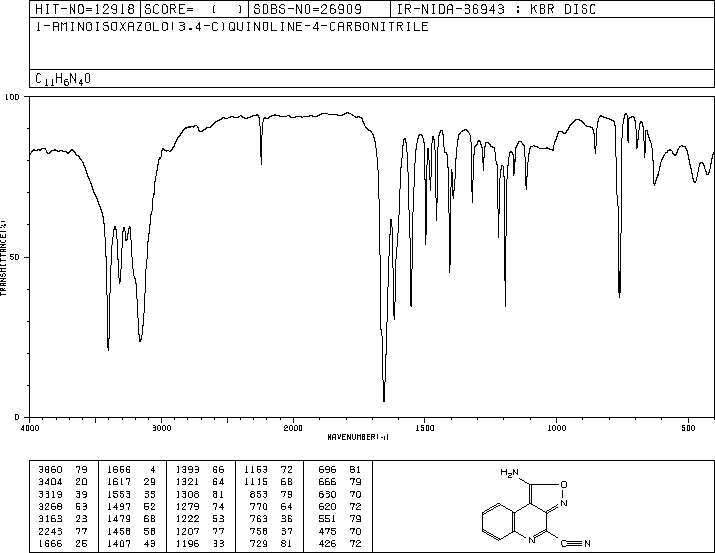 HIT-NO=12918 SCORE= ( ) SDBS-NO=26909 IR-NIDA-36943 : KBR DISC
1-AMINOISOXAZOLO(3.4-C)QUINOLINE-4-CARBONITRILE
C11H6N4O
100
50
0
TRANSMITTANCE(%)
4000 3000 2000 1500 1000 500
WAVENUMBER(-1)
3860 79 1656 4 1393 66 1163 72 696 81
3404 20 1617 29 1321 64 1115 68 666 79
3319 39 1553 35 1308 81 853 79 630 70
3268 63 1497 52 1279 74 770 64 620 72
3163 23 1479 68 1222 53 763 36 551 79
2243 77 1458 58 1207 77 758 37 475 70
1666 26 1407 43 1196 33 729 81 426 72
H2N
O
N
N
C≡N